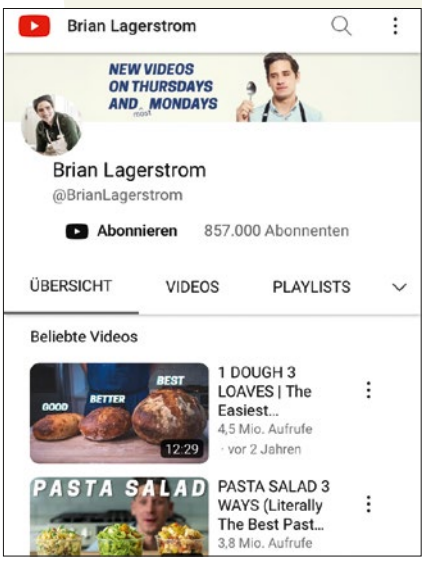 Brian Lagerstrom
NEW VIDEOS
ON THURSDAYS
AND ‸ MONDAYS
most
Brian Lagerstrom
@BrianLagerstrom
Abonnieren 857.000 Abonnenten
ÜBERSICHT VIDEOS PLAYLISTS
Beliebte Videos
GOOD BETTER BEST
12:29
1 DOUGH 3
LOAVES | The
Easiest...
4,5 Mio. Aufrufe
· vor 2 Jahren
PASTA SALAD
PASTA SALAD 3
WAYS (Literally
The Best Past...
3,8 Mio. Aufrufe